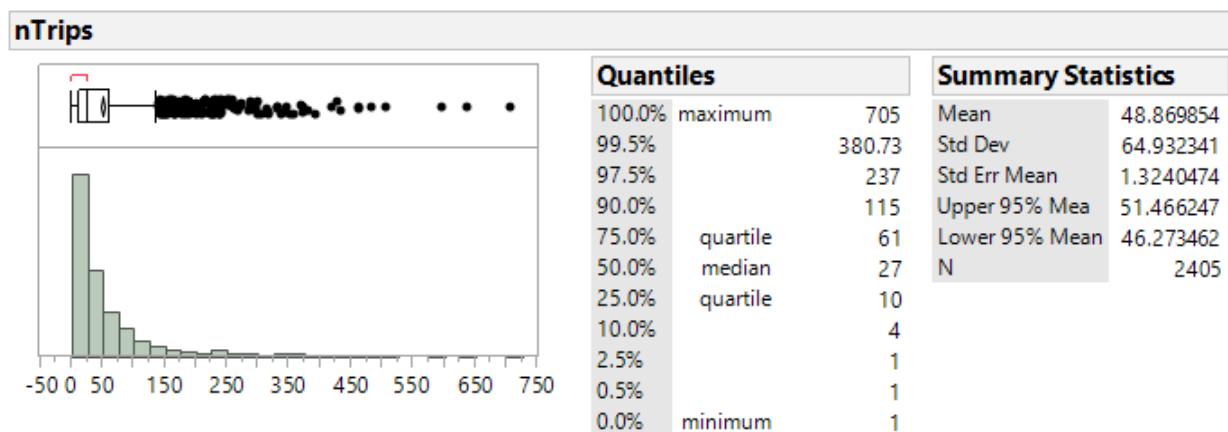 nTrips
Quantiles
100.0% maximum 705
99.5% 380.73
97.5% 237
90.0% 115
75.0% quartile 61
50.0% median 27
25.0% quartile 10
10.0% 4
2.5% 1
0.5% 1
0.0% minimum 1
Summary Statistics
Mean 48.869854
Std Dev 64.932341
Std Err Mean 1.3240474
Upper 95% Mea 51.466247
Lower 95% Mean 46.273462
N 2405
-50 0 50 150 250 350 450 550 650 750